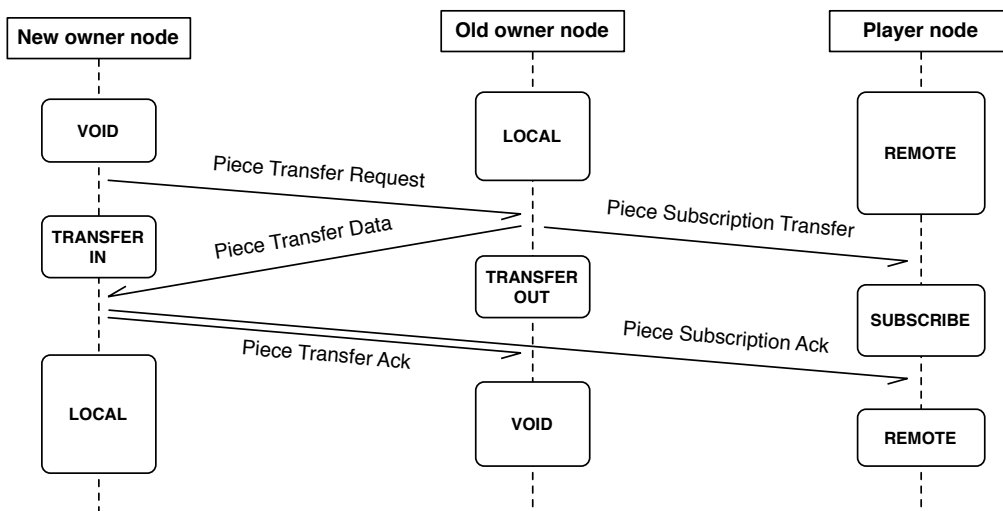 New owner node
Old owner node
Player node
VOID
LOCAL
REMOTE
Piece Transfer Request
Piece Subscription Transfer
TRANSFER
IN
Piece Transfer Data
TRANSFER
OUT
SUBSCRIBE
Piece Transfer Ack
Piece Subscription Ack
LOCAL
VOID
REMOTE